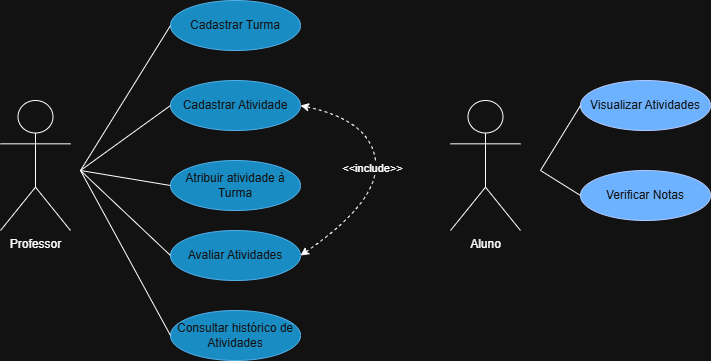 Cadastrar Turma
Cadastrar Atividade
Visualizar Atividades
<<include>>
Atribuir atividade à
Turma
Verificar Notas
Professor
Aluno
Avaliar Atividades
Consultar histórico de
Atividades